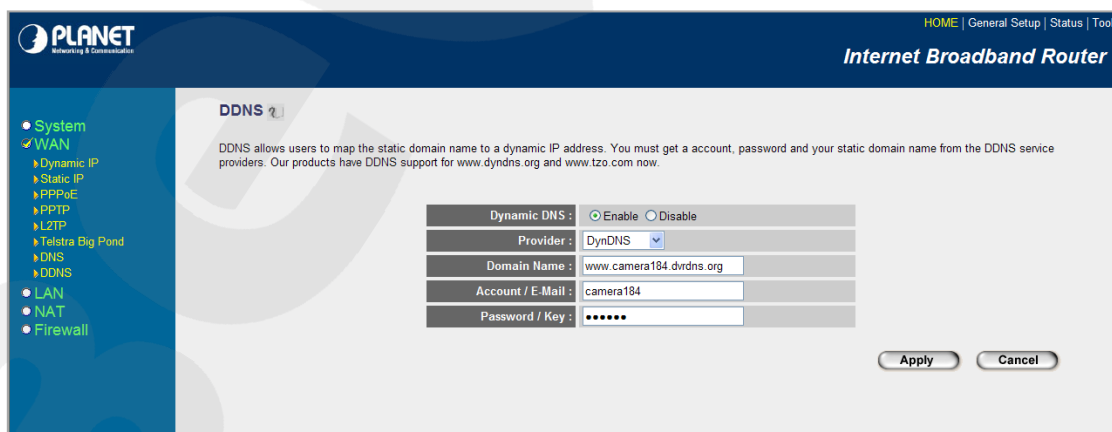 PLANET
Networking & Communication
HOME | General Setup | Status | Tool
Internet Broadband Router
System
WAN
Dynamic IP
Static IP
PPPoE
PPTP
L2TP
Telstra Big Pond
DNS
DDNS
LAN
NAT
Firewall
DDNS
DDNS allows users to map the static domain name to a dynamic IP address. You must get a account, password and your static domain name from the DDNS service
providers. Our products have DDNS support for www.dyndns.org and www.tzo.com now.
Dynamic DNS : Enable Disable
Provider : DynDNS
Domain Name : www.camera184.dvrdns.org
Account / E-Mail : camera184
Password / Key : ●●●●●●
Apply Cancel